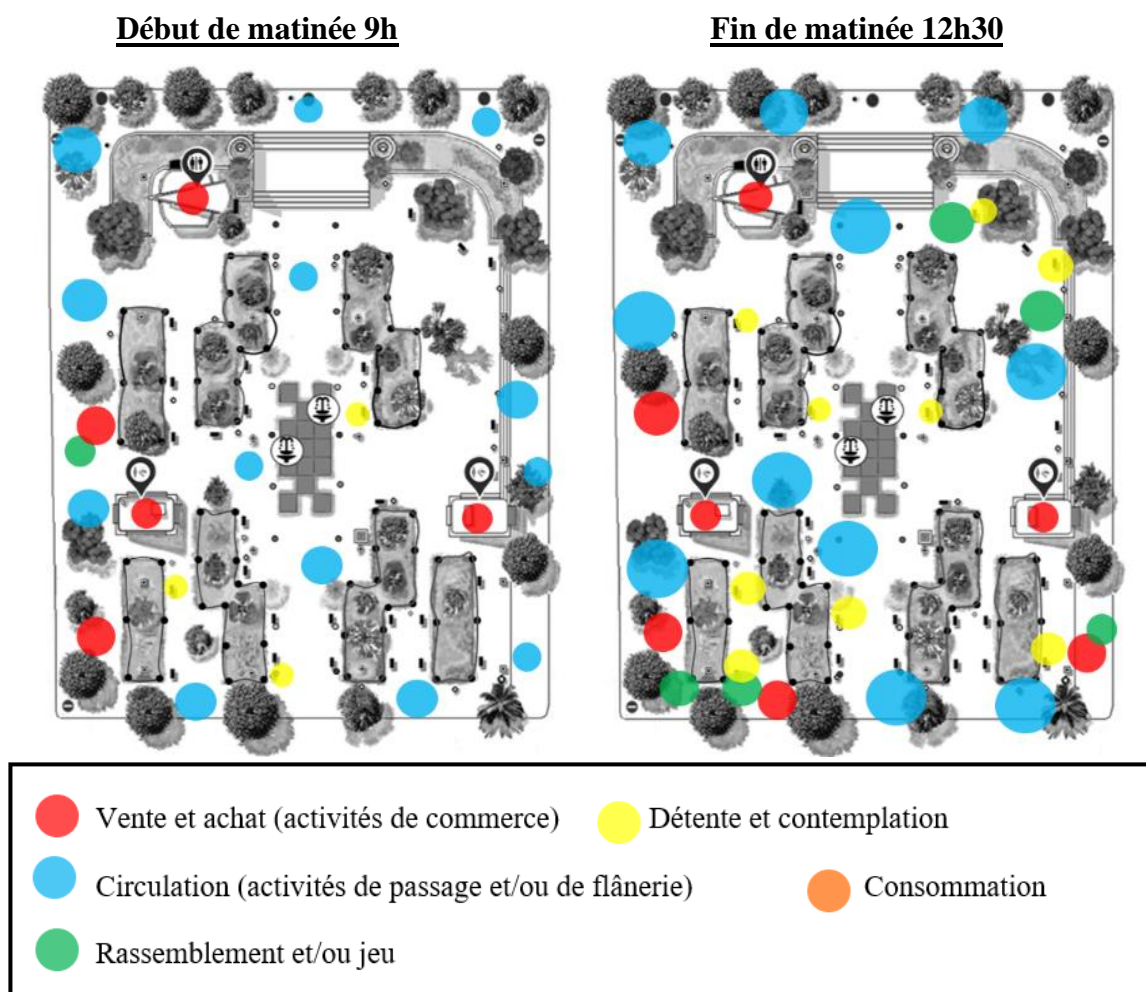 Début de matinée 9h
Fin de matinée 12h30
Vente et achat (activités de commerce)
Détente et contemplation
Circulation (activités de passage et/ou de flânerie)
Consommation
Rassemblement et/ou jeu